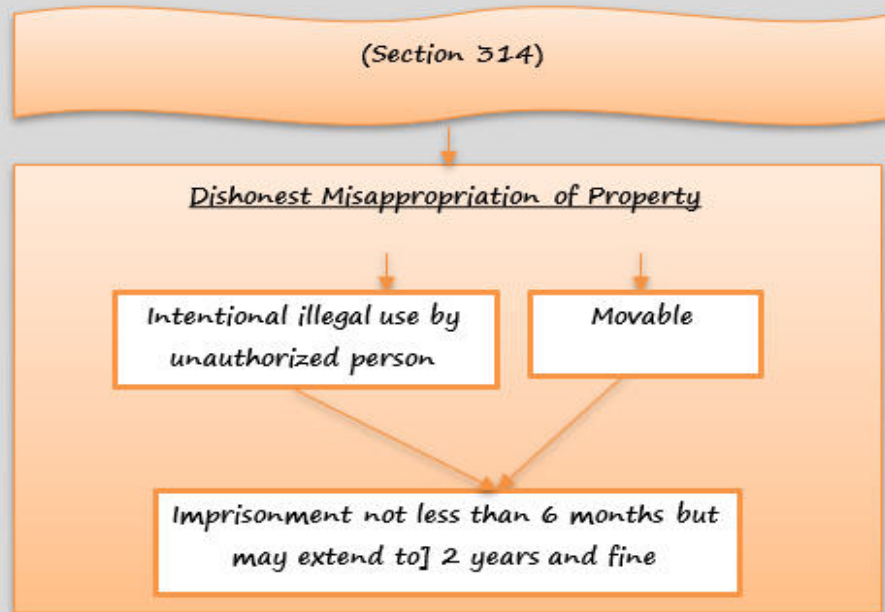 (Section 314)
Dishonest Misappropriation of Property
Intentional illegal use by
unauthorized person
Movable
Imprisonment not less than 6 months but
may extend to] 2 years and fine